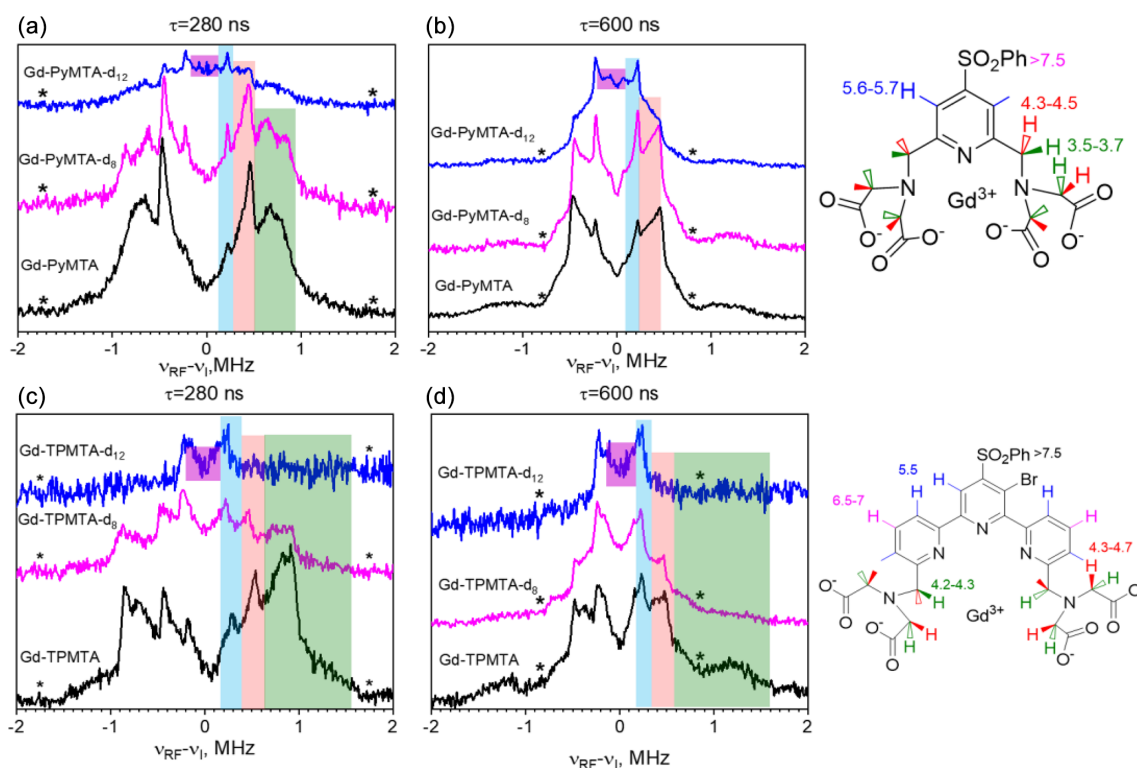 (a)
τ=280 ns
Gd-PyMTA-d12
Gd-PyMTA-d8
Gd-PyMTA
*
*
*
*
*
*
-2
-1
0
1
2
νRF-νI,MHz
(b)
τ=600 ns
Gd-PyMTA-d12
Gd-PyMTA-d8
Gd-PyMTA
*
*
*
*
*
*
-2
-1
0
1
2
νRF-νI, MHz
SO2Ph >7.5
5.6-5.7 H
4.3-4.5
H
H 3.5-3.7
H
H
N
N
N
Gd3+
O
O-
O-
O
O
O-
O
O-
(c)
τ=280 ns
Gd-TPMTA-d12
Gd-TPMTA-d8
Gd-TPMTA
*
*
*
*
*
*
-2
-1
0
1
2
νRF-νI, MHz
(d)
τ=600 ns
Gd-TPMTA-d12
Gd-TPMTA-d8
Gd-TPMTA
*
*
*
*
*
*
-2
-1
0
1
2
νRF-νI, MHz
SO2Ph >7.5
Br
5.5
6.5-7
H
H
H
H
H
H
4.3-4.7
H
H
N
N
N
4.2-4.3
H
H
N
N
Gd3+
H
H
H
H
H
O-
O
O
O-
O
O-
O
O-